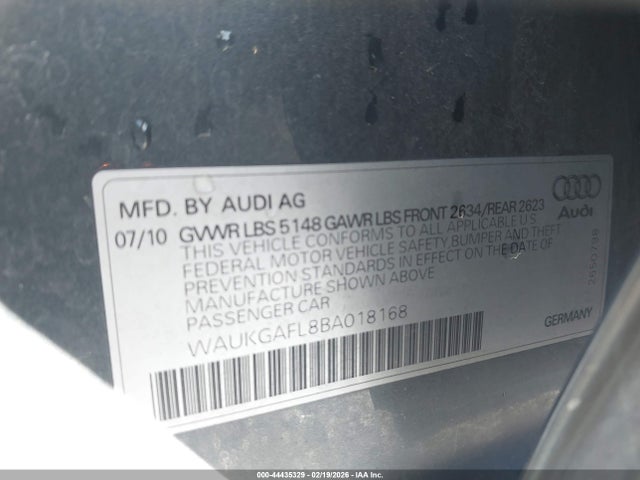 MFD. BY AUDI AG
07/10 GVWR LBS 5148 GAWR LBS FRONT 2634/REAR 2623
THIS VEHICLE CONFORMS TO ALL APPLICABLE U.S.
FEDERAL MOTOR VEHICLE SAFETY, BUMPER AND THEFT
PREVENTION STANDARDS IN EFFECT ON THE DATE OF
MANUFACTURE SHOWN ABOVE
PASSENGER CAR
WAUKGAFL8BA018168
Audi
2650738
GERMANY
000-44435329 - 02/19/2026 - IAA Inc.